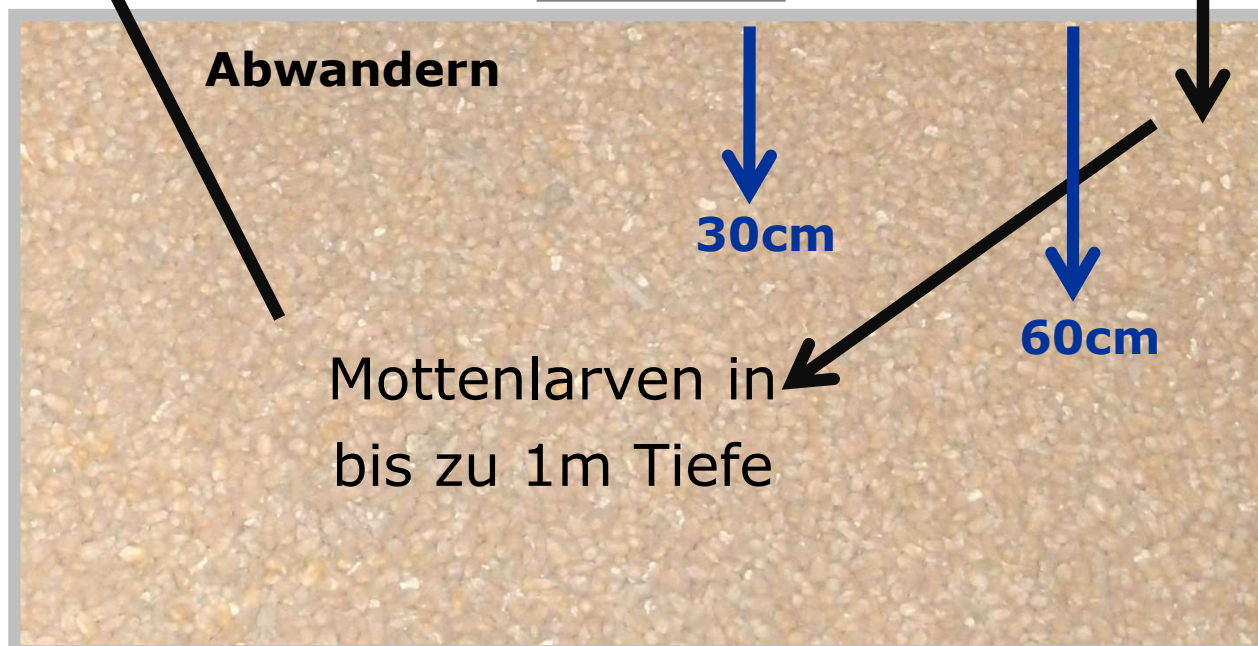 Abwandern
30cm
60cm
Mottenlarven in
bis zu 1m Tiefe